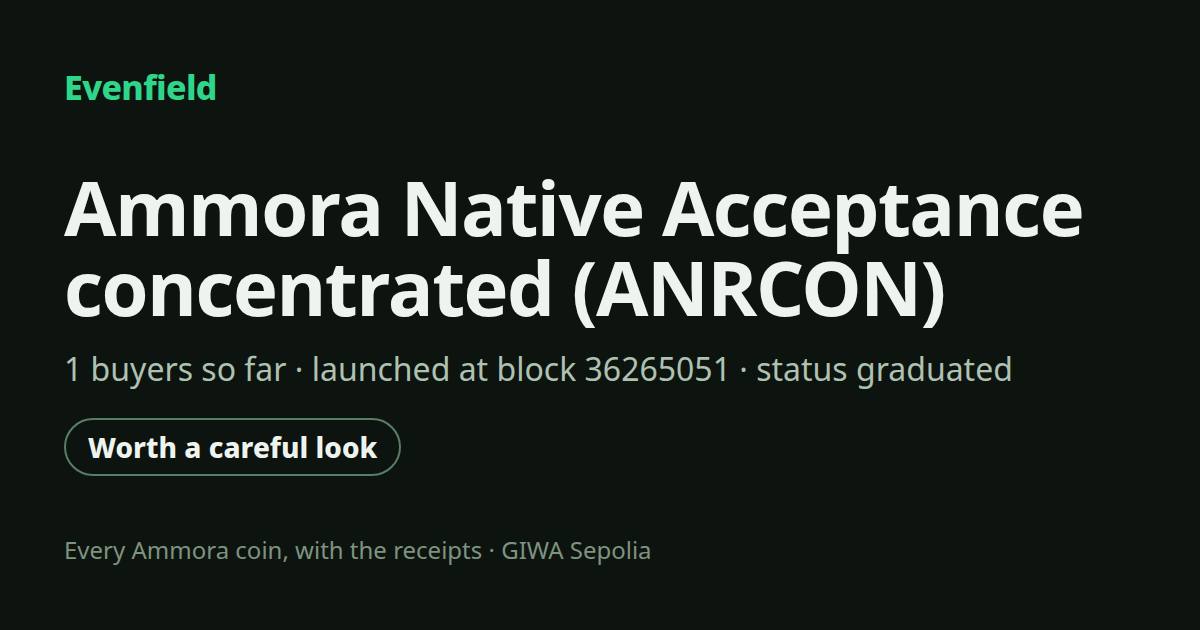 Evenfield
Ammora Native Acceptance
concentrated (ANRCON)
1 buyers so far · launched at block 36265051 · status graduated
Worth a careful look
Every Ammora coin, with the receipts · GIWA Sepolia